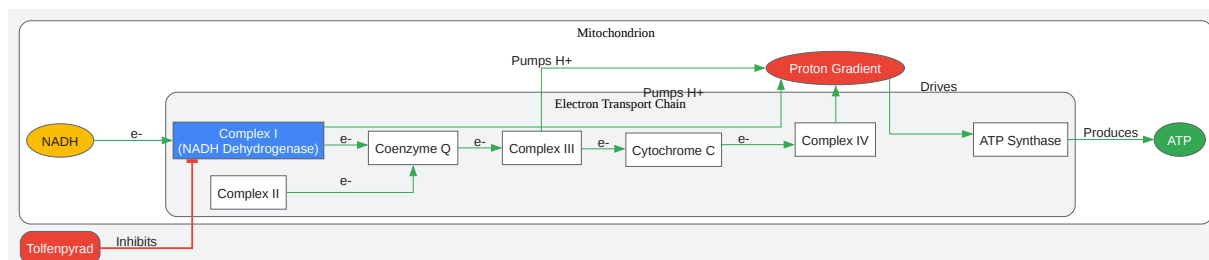 Mitochondrion
Pumps H+
Proton Gradient
Pumps H+
Drives
Electron Transport Chain
NADH
e-
Complex I
(NADH Dehydrogenase)
e-
Coenzyme Q
e-
Complex III
e-
Cytochrome C
e-
Complex IV
ATP Synthase
Produces
ATP
Complex II
e-
Tolfenpyrad
Inhibits